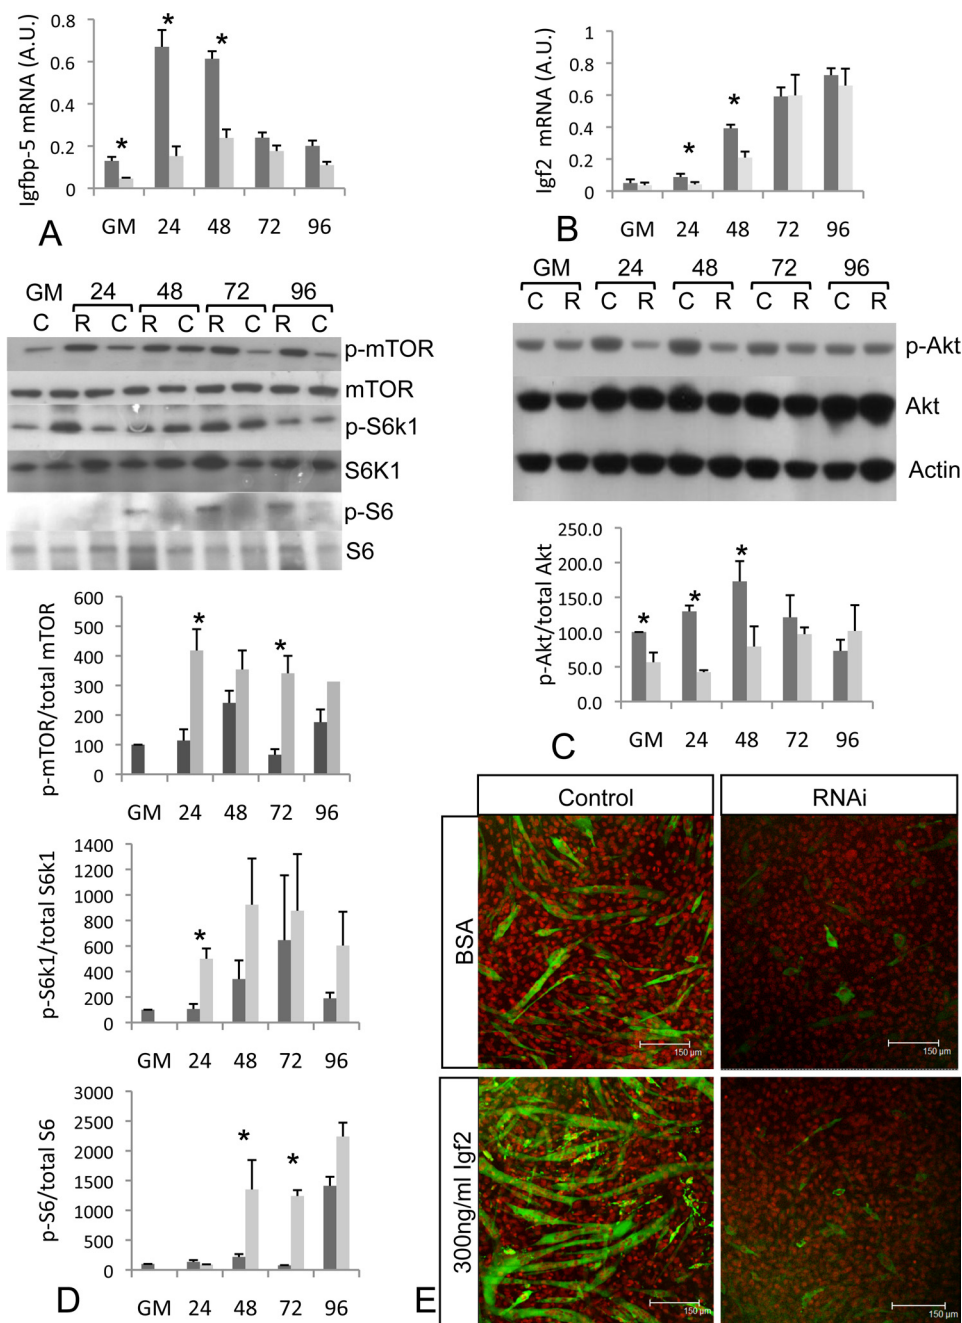 Igfbp-5 mRNA (A.U.)
0.8
0.6
0.4
0.2
0
* * *
GM 24 48 72 96
A
Igf2 mRNA (A.U.)
1
0.8
0.6
0.4
0.2
0
* *
GM 24 48 72 96
B
GM 24 48 72 96
C R C R C R C R C
p-mTOR
mTOR
p-S6k1
S6K1
p-S6
S6
GM 24 48 72 96
C R C R C R C R C R
p-Akt
Akt
Actin
p-Akt/total Akt
250.0
200.0
150.0
100.0
50.0
0.0
* * *
GM 24 48 72 96
C
p-mTOR/total mTOR
600
500
400
300
200
100
0
* *
GM 24 48 72 96
p-S6k1/total S6k1
1400
1200
1000
800
600
400
200
0
*
GM 24 48 72 96
p-S6/total S6
3000
2500
2000
1500
1000
500
0
* *
GM 24 48 72 96
D
Control RNAi
BSA
150 µm 150 µm
300ng/ml Igf2
150 µm 150 µm
E